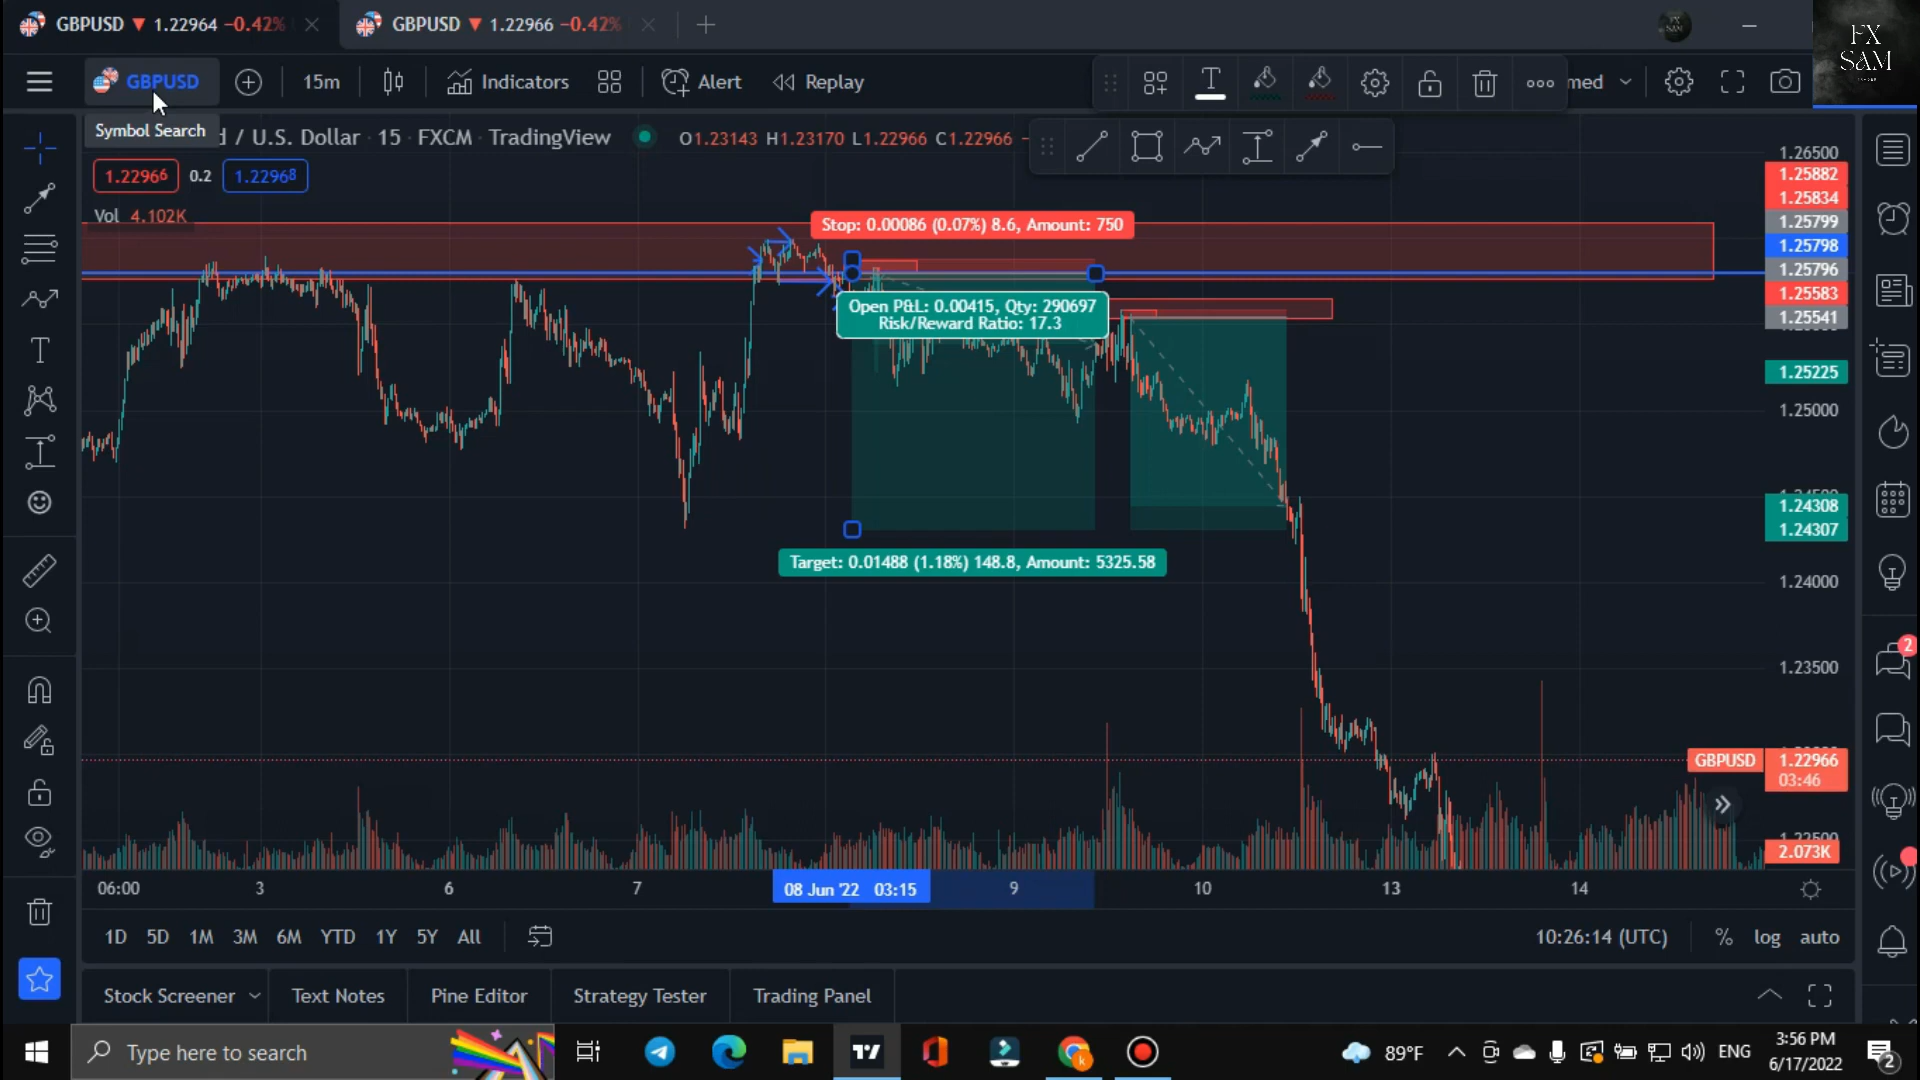 GBPUSD ▼ 1.22964 −0.42%
GBPUSD ▼ 1.22966 −0.42%
FX
SAM
GBPUSD
15m
Indicators
Alert
Replay
med
Symbol Search
d / U.S. Dollar · 15 · FXCM · TradingView
O1.23143 H1.23170 L1.22966 C1.22966
1.22966
0.2
1.22968
Vol 4.102K
Stop: 0.00086 (0.07%) 8.6, Amount: 750
Open P&L: 0.00415, Qty: 290697
Risk/Reward Ratio: 17.3
Target: 0.01488 (1.18%) 148.8, Amount: 5325.58
1.26500
1.25882
1.25834
1.25799
1.25798
1.25796
1.25583
1.25541
1.25225
1.25000
1.24308
1.24307
1.24000
1.23500
GBPUSD
1.22966
03:46
1.22500
2.073K
2
06:00
3
6
7
08 Jun '22 03:15
9
10
13
14
1D 5D 1M 3M 6M YTD 1Y 5Y All
10:26:14 (UTC)
%
log
auto
Stock Screener
Text Notes
Pine Editor
Strategy Tester
Trading Panel
Type here to search
89°F
ENG
3:56 PM
6/17/2022
2